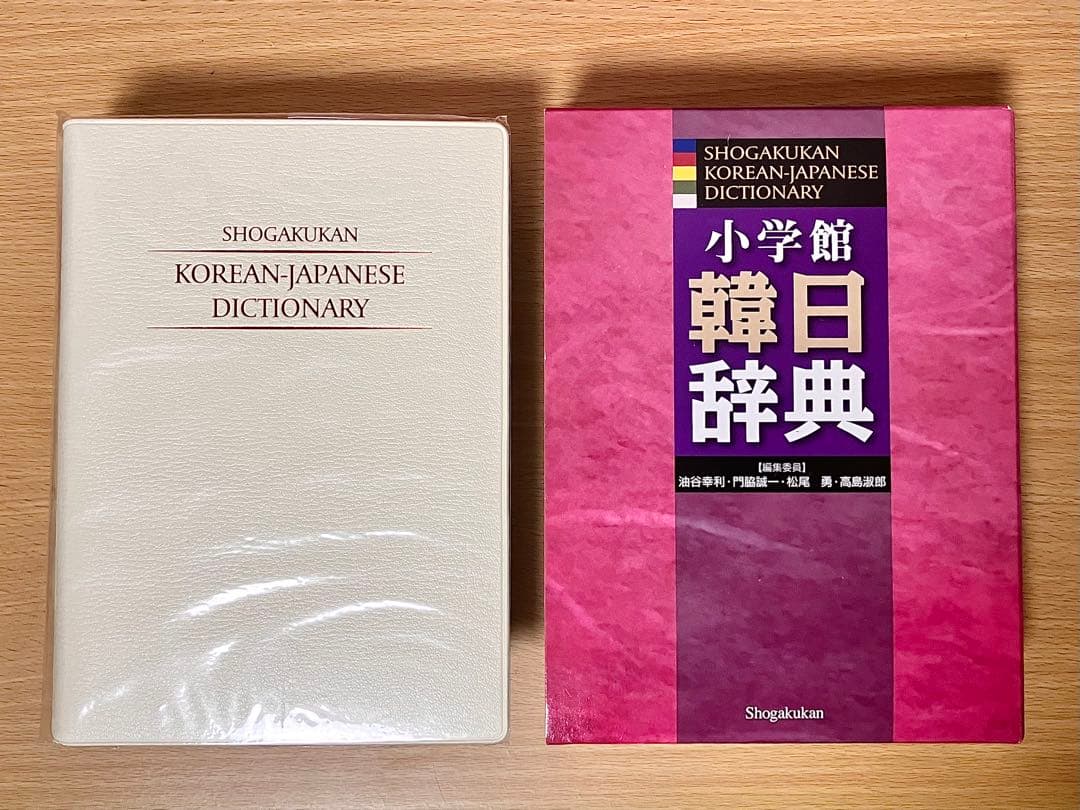 SHOGAKUKAN
KOREAN-JAPANESE
DICTIONARY
SHOGAKUKAN
KOREAN-JAPANESE
DICTIONARY
小学館
韓日
辞典
【編集委員】
油谷幸利・門脇誠一・松尾　勇・高島淑郎
Shogakukan